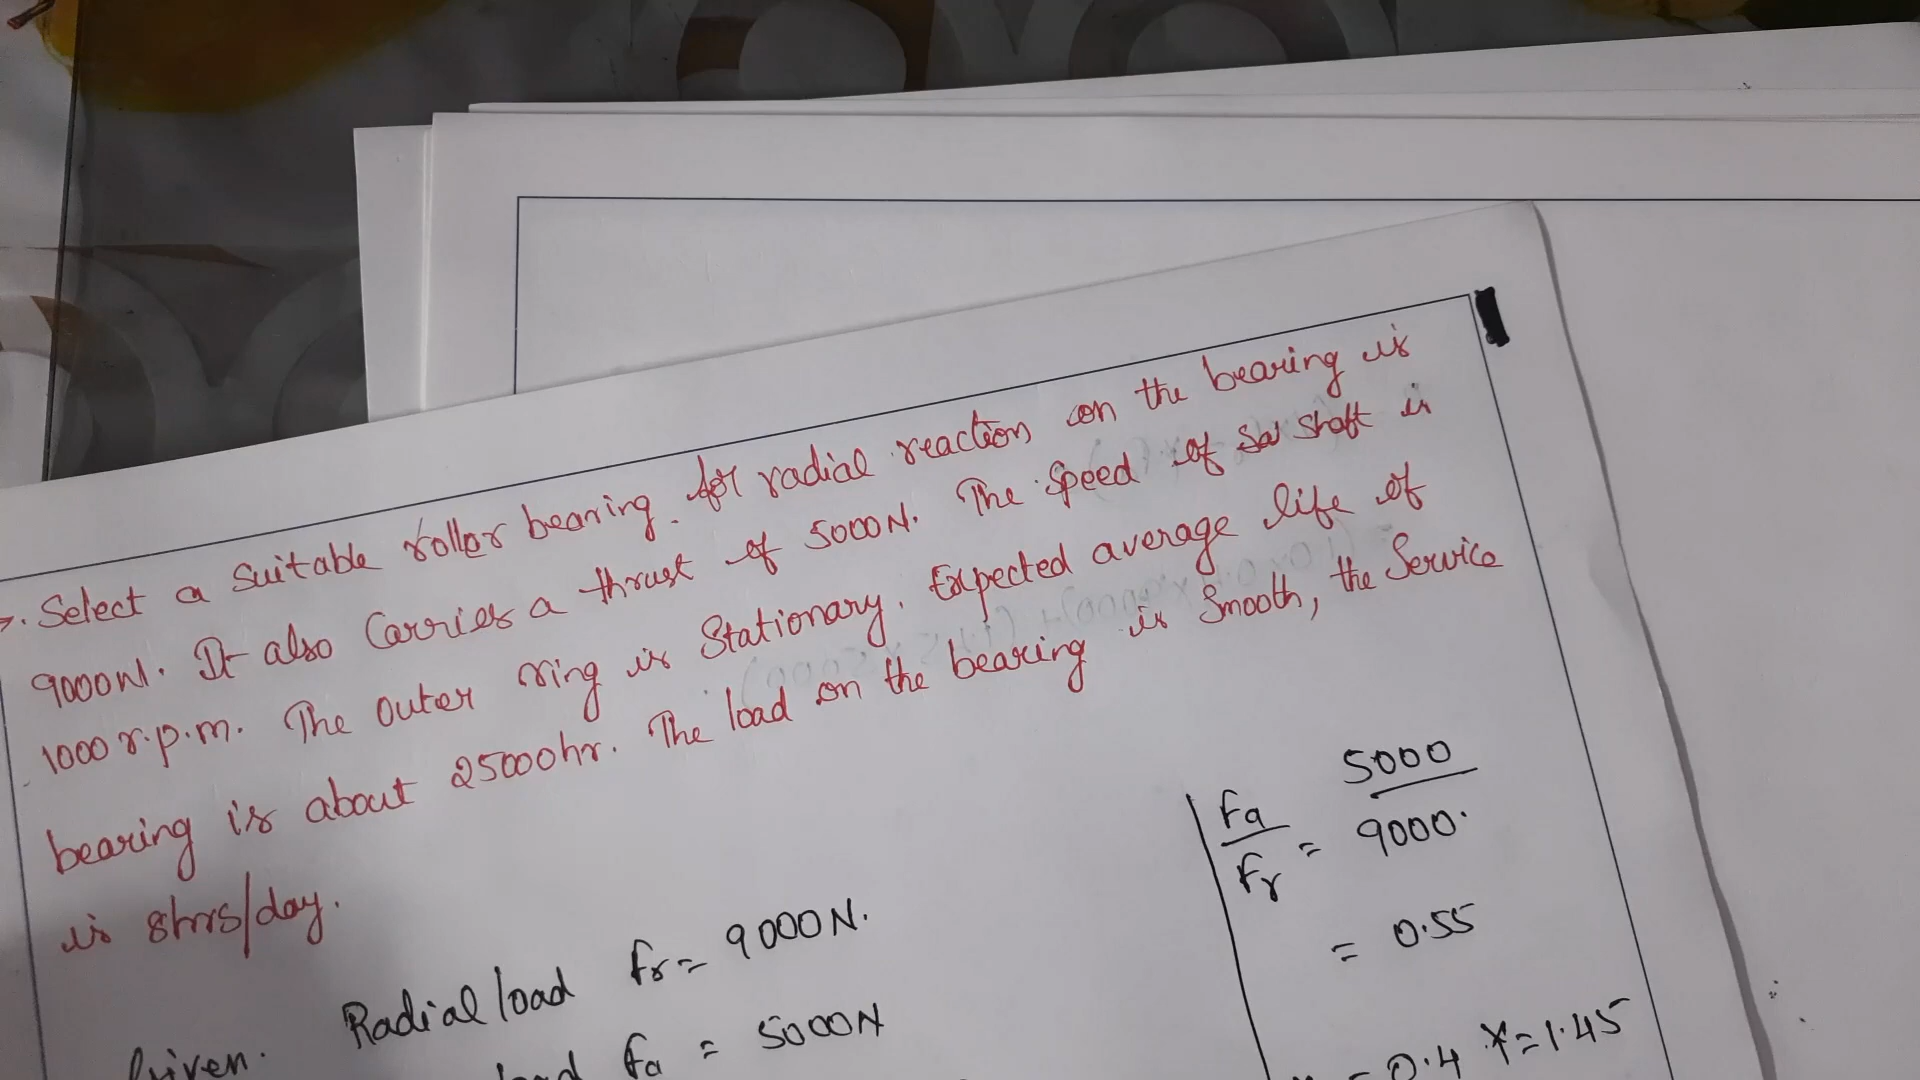 Select a suitable roller bearing for radial reaction on the bearing is
9000N. It also Carries a thrust of 5000N. The Speed of shaft is
1000 r.p.m. The Outer ring is Stationary. Expected average life of
bearing is about 25000hr. The load on the bearing is Smooth, the Service
is 8hrs/day.
Given. Radial load Fr = 9000N.
Fa = 5000N
Fa/Fr = 5000/9000.
= 0.55
= 0.4 Y=1.45